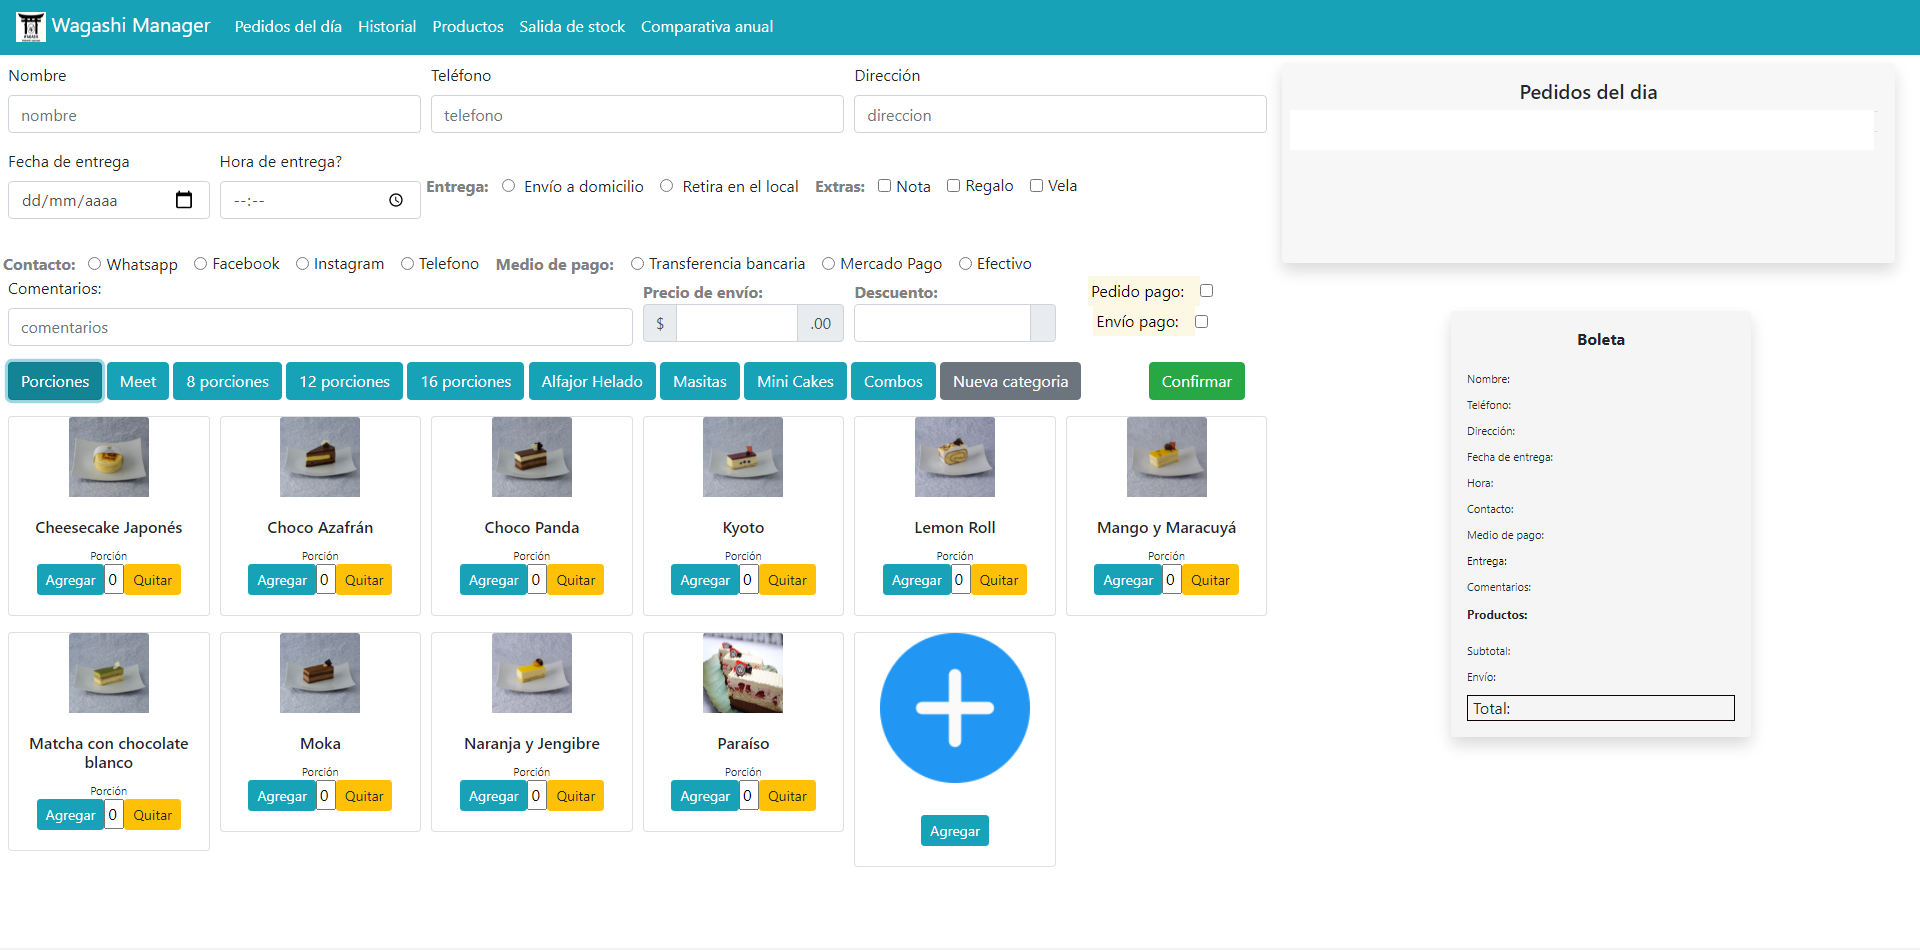 Wagashi Manager Pedidos del día Historial Productos Salida de stock Comparativa anual
Nombre Teléfono Dirección
nombre telefono direccion
Fecha de entrega Hora de entrega?
dd/mm/aaaa --:-- Entrega: Envío a domicilio Retira en el local Extras: Nota Regalo Vela
Contacto: Whatsapp Facebook Instagram Telefono Medio de pago: Transferencia bancaria Mercado Pago Efectivo
Comentarios: Precio de envío: Descuento: Pedido pago:
comentarios $ .00 Envío pago:
Porciones Meet 8 porciones 12 porciones 16 porciones Alfajor Helado Masitas Mini Cakes Combos Nueva categoria Confirmar
Cheesecake Japonés Choco Azafrán Choco Panda Kyoto Lemon Roll Mango y Maracuyá
Porción Porción Porción Porción Porción Porción
Agregar 0 Quitar Agregar 0 Quitar Agregar 0 Quitar Agregar 0 Quitar Agregar 0 Quitar Agregar 0 Quitar
Matcha con chocolate blanco Moka Naranja y Jengibre Paraíso
Porción Porción Porción Porción
Agregar 0 Quitar Agregar 0 Quitar Agregar 0 Quitar Agregar 0 Quitar
Agregar
Pedidos del dia
Boleta
Nombre:
Teléfono:
Dirección:
Fecha de entrega:
Hora:
Contacto:
Medio de pago:
Entrega:
Comentarios:
Productos:
Subtotal:
Envío:
Total: